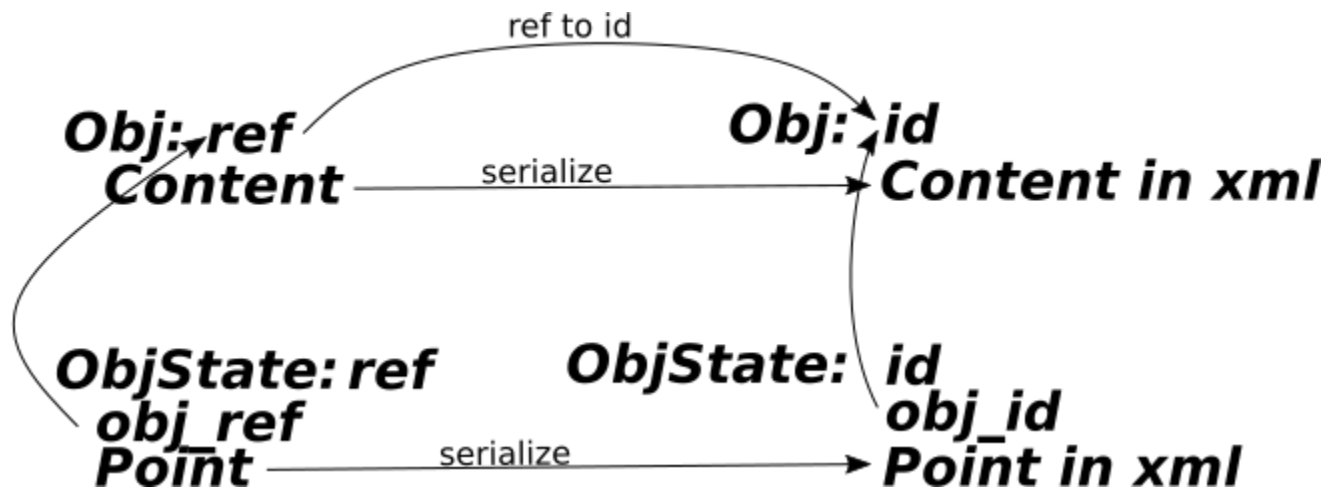 ref to id
Obj: ref
Obj: id
Content
serialize
Content in xml
ObjState: ref
ObjState: id
obj_ref
obj_id
Point
serialize
Point in xml